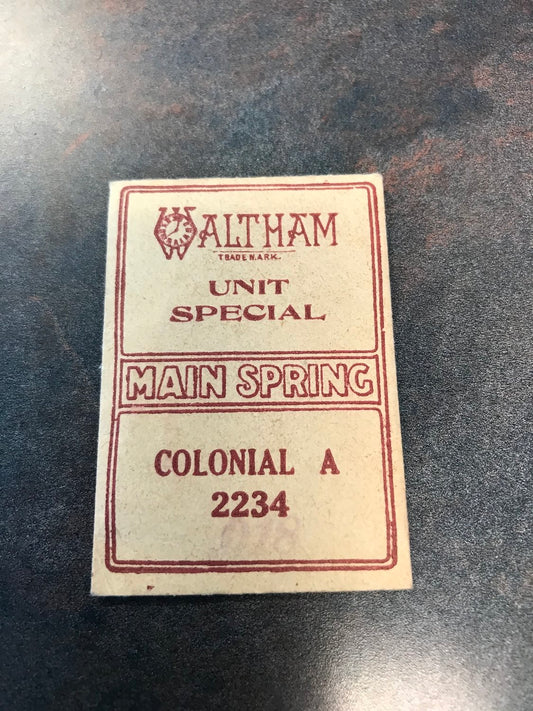 WALTHAM
TRADE MARK.
UNIT
SPECIAL
MAIN SPRING
COLONIAL A
2234